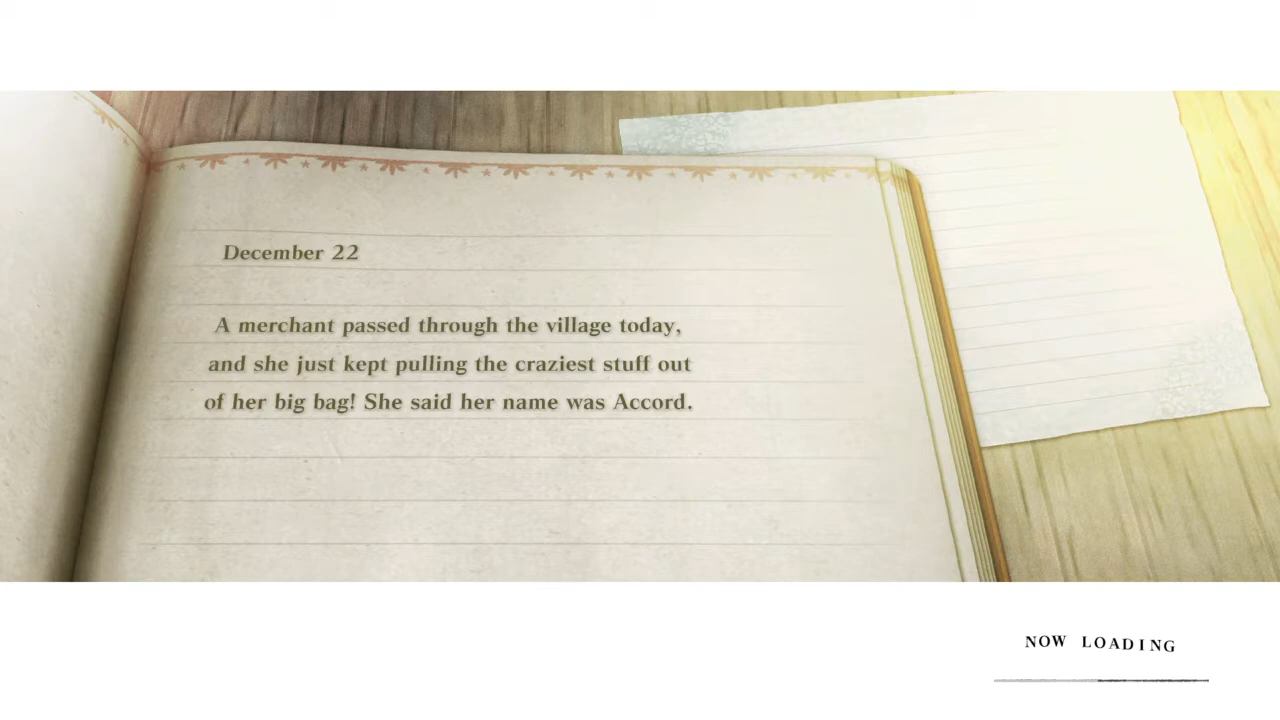 December 22
A merchant passed through the village today,
and she just kept pulling the craziest stuff out
of her big bag! She said her name was Accord.
NOW LOADING